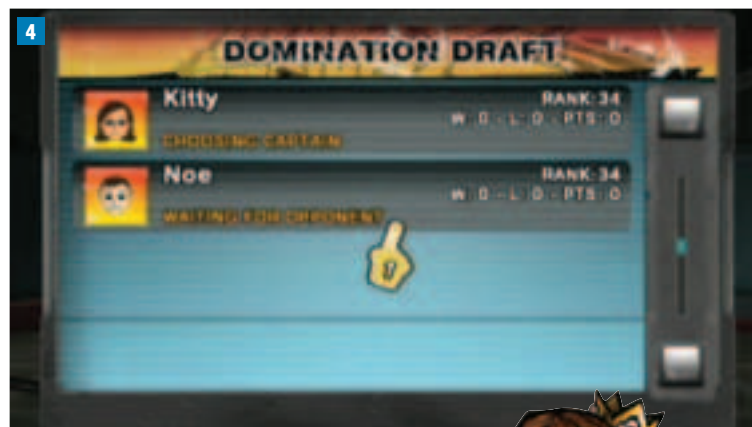 4
DOMINATION DRAFT
Kitty
RANK: 34
W: 0 - L: 0 - PTS: 0
CHOOSING CAPTAIN
Noe
RANK: 34
W: 0 - L: 0 - PTS: 0
WAITING FOR OPPONENT
1